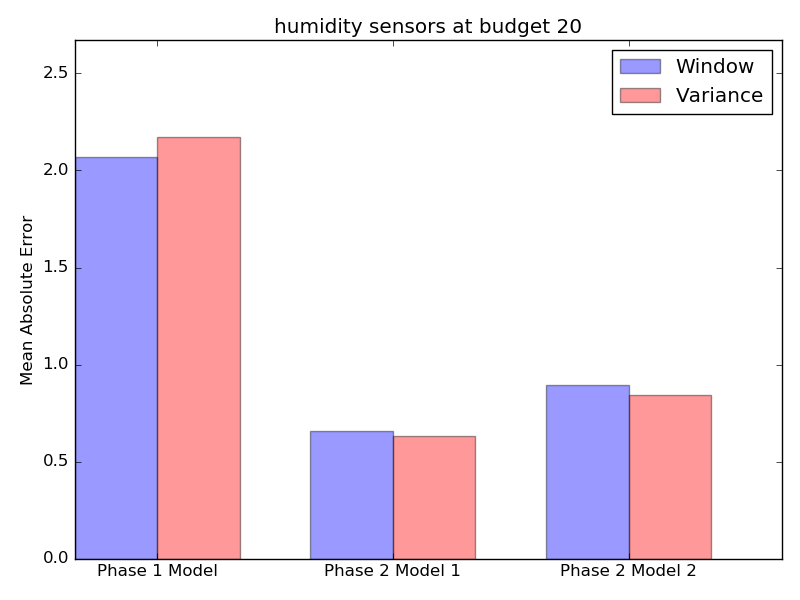 humidity sensors at budget 20
Window
Variance
Mean Absolute Error
2.5
2.0
1.5
1.0
0.5
0.0
Phase 1 Model
Phase 2 Model 1
Phase 2 Model 2